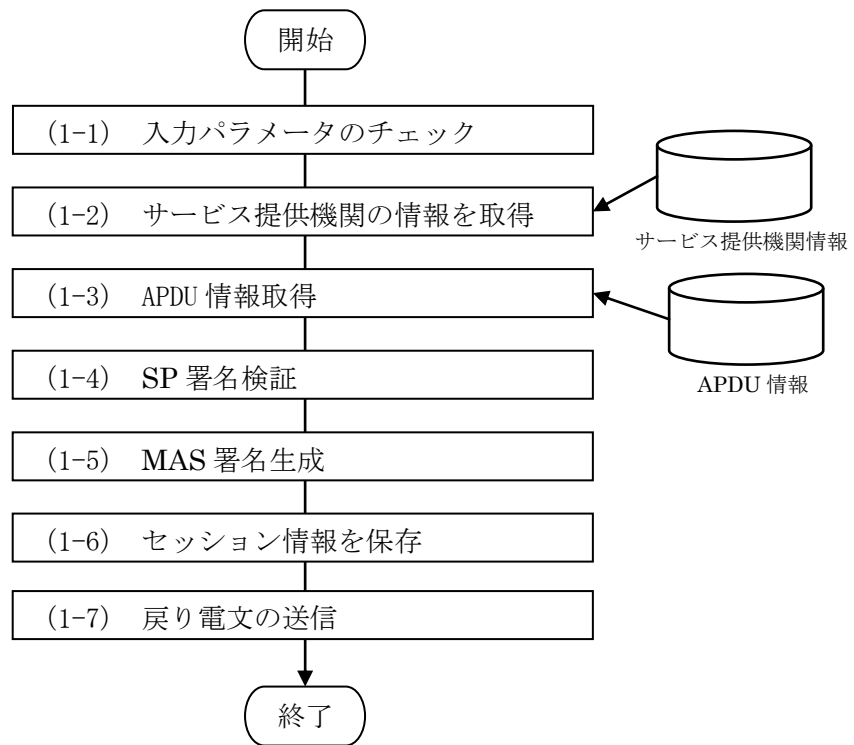 開始
(1-1) 入力パラメータのチェック
(1-2) サービス提供機関の情報を取得
サービス提供機関情報
(1-3) APDU 情報取得
APDU 情報
(1-4) SP 署名検証
(1-5) MAS 署名生成
(1-6) セッション情報を保存
(1-7) 戻り電文の送信
終了